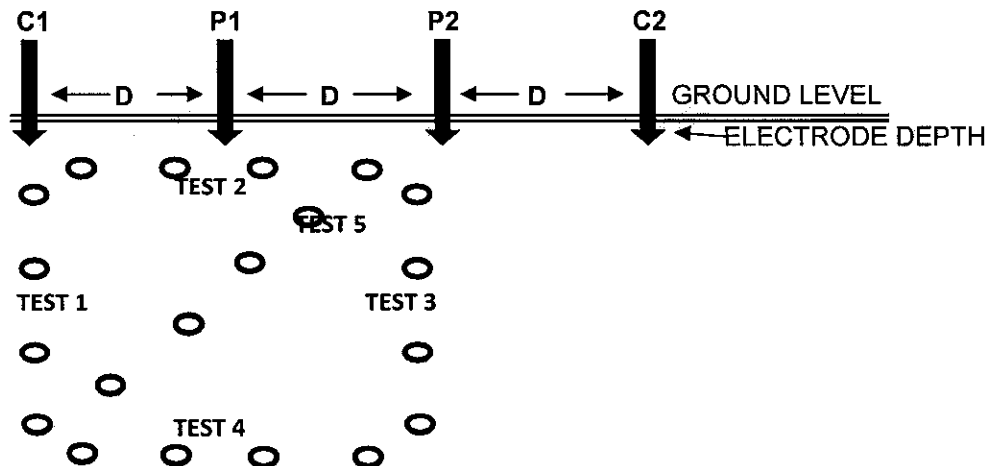 C1 P1 P2 C2
D D D
GROUND LEVEL
ELECTRODE DEPTH
TEST 2
TEST 5
TEST 1 TEST 3
TEST 4